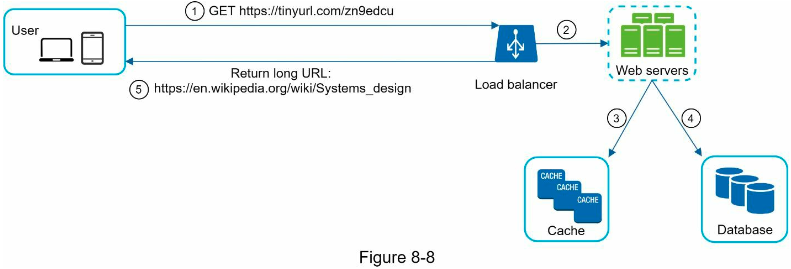 User
1 GET https://tinyurl.com/zn9edcu
2
Return long URL:
5 https://en.wikipedia.org/wiki/Systems_design
Load balancer
Web servers
3
4
CACHE
CACHE
CACHE
Cache
Database
Figure 8-8